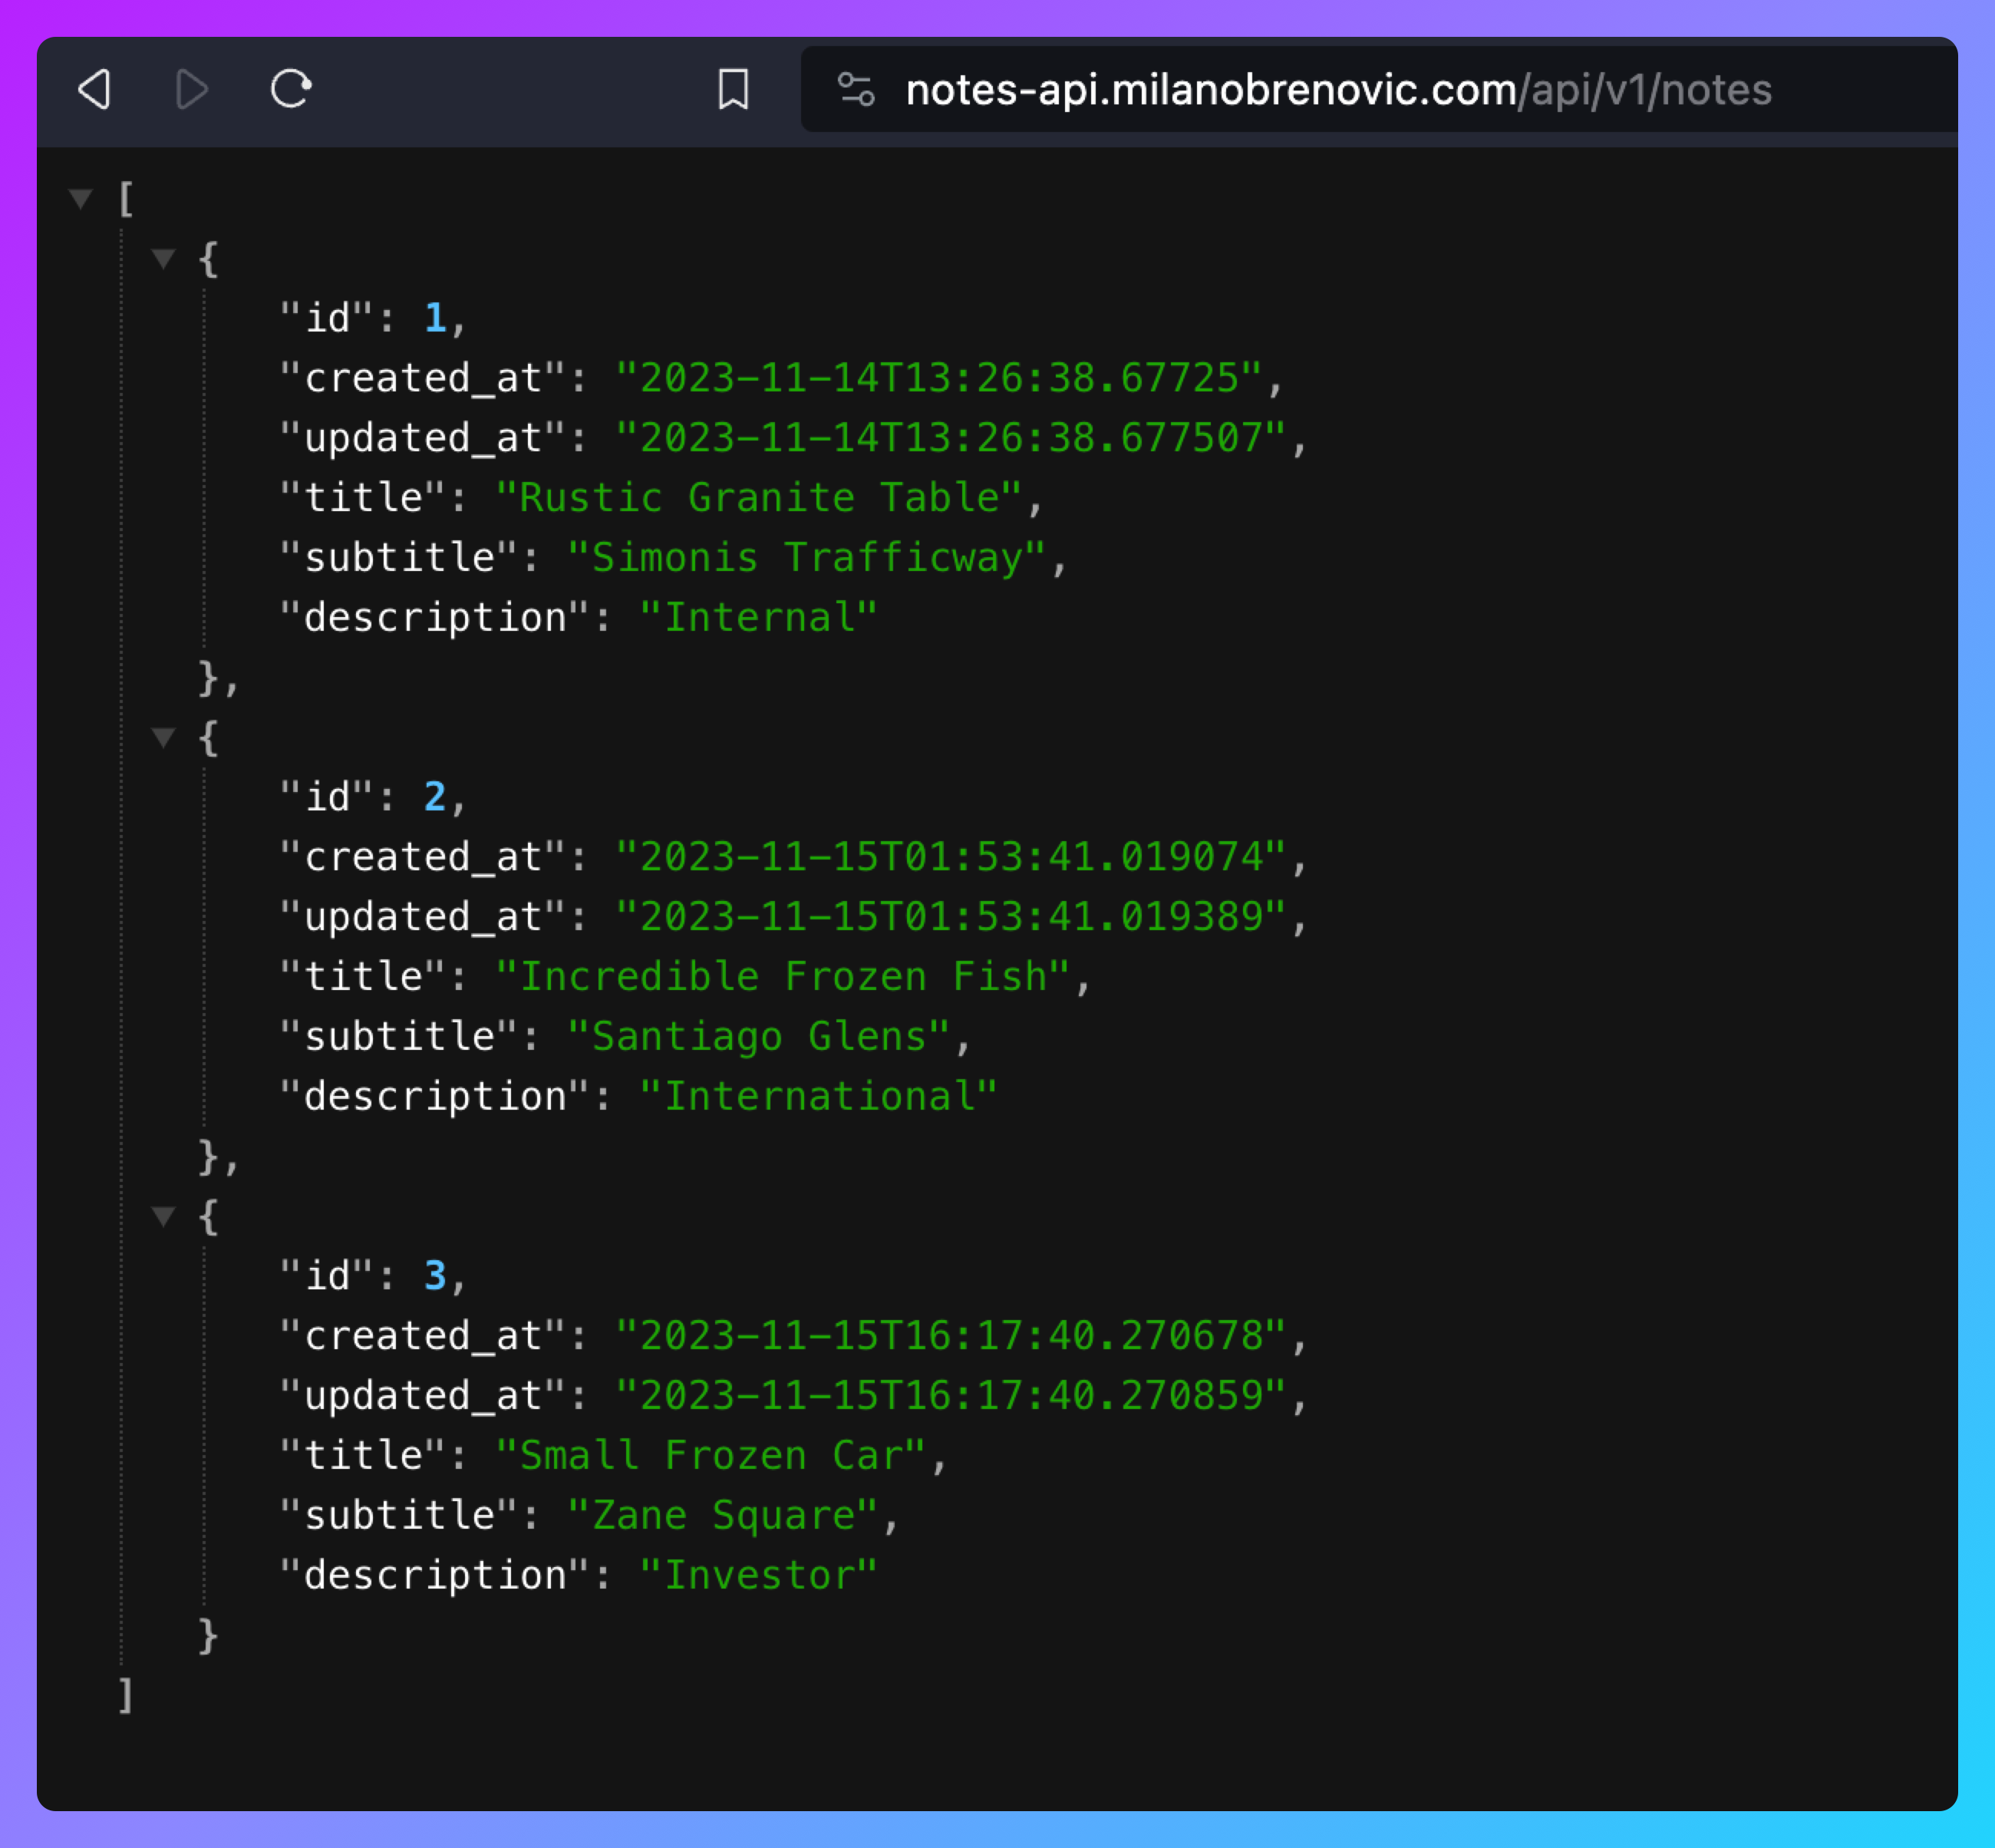 notes-api.milanobrenovic.com/api/v1/notes
[
{
"id": 1,
"created_at": "2023-11-14T13:26:38.67725",
"updated_at": "2023-11-14T13:26:38.677507",
"title": "Rustic Granite Table",
"subtitle": "Simonis Trafficway",
"description": "Internal"
},
{
"id": 2,
"created_at": "2023-11-15T01:53:41.019074",
"updated_at": "2023-11-15T01:53:41.019389",
"title": "Incredible Frozen Fish",
"subtitle": "Santiago Glens",
"description": "International"
},
{
"id": 3,
"created_at": "2023-11-15T16:17:40.270678",
"updated_at": "2023-11-15T16:17:40.270859",
"title": "Small Frozen Car",
"subtitle": "Zane Square",
"description": "Investor"
}
]